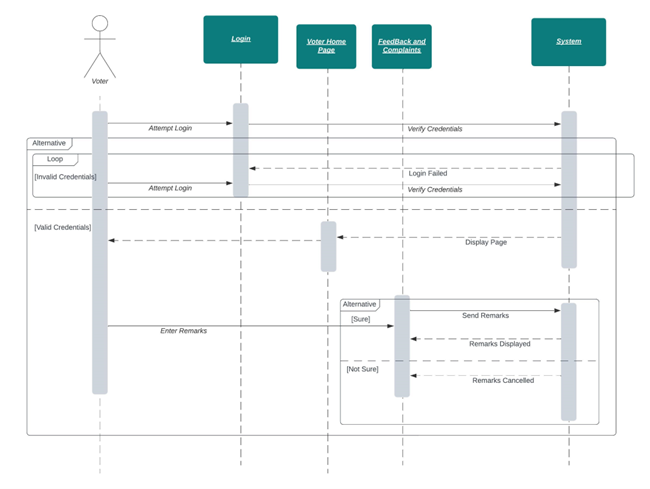 Login
Voter Home
Page
FeedBack and
Complaints
System
Voter
Attempt Login
Verify Credentials
Alternative
Loop
[Invalid Credentials]
Login Failed
Attempt Login
Verify Credentials
[Valid Credentials]
Display Page
Alternative
[Sure]
Send Remarks
Enter Remarks
Remarks Displayed
[Not Sure]
Remarks Cancelled